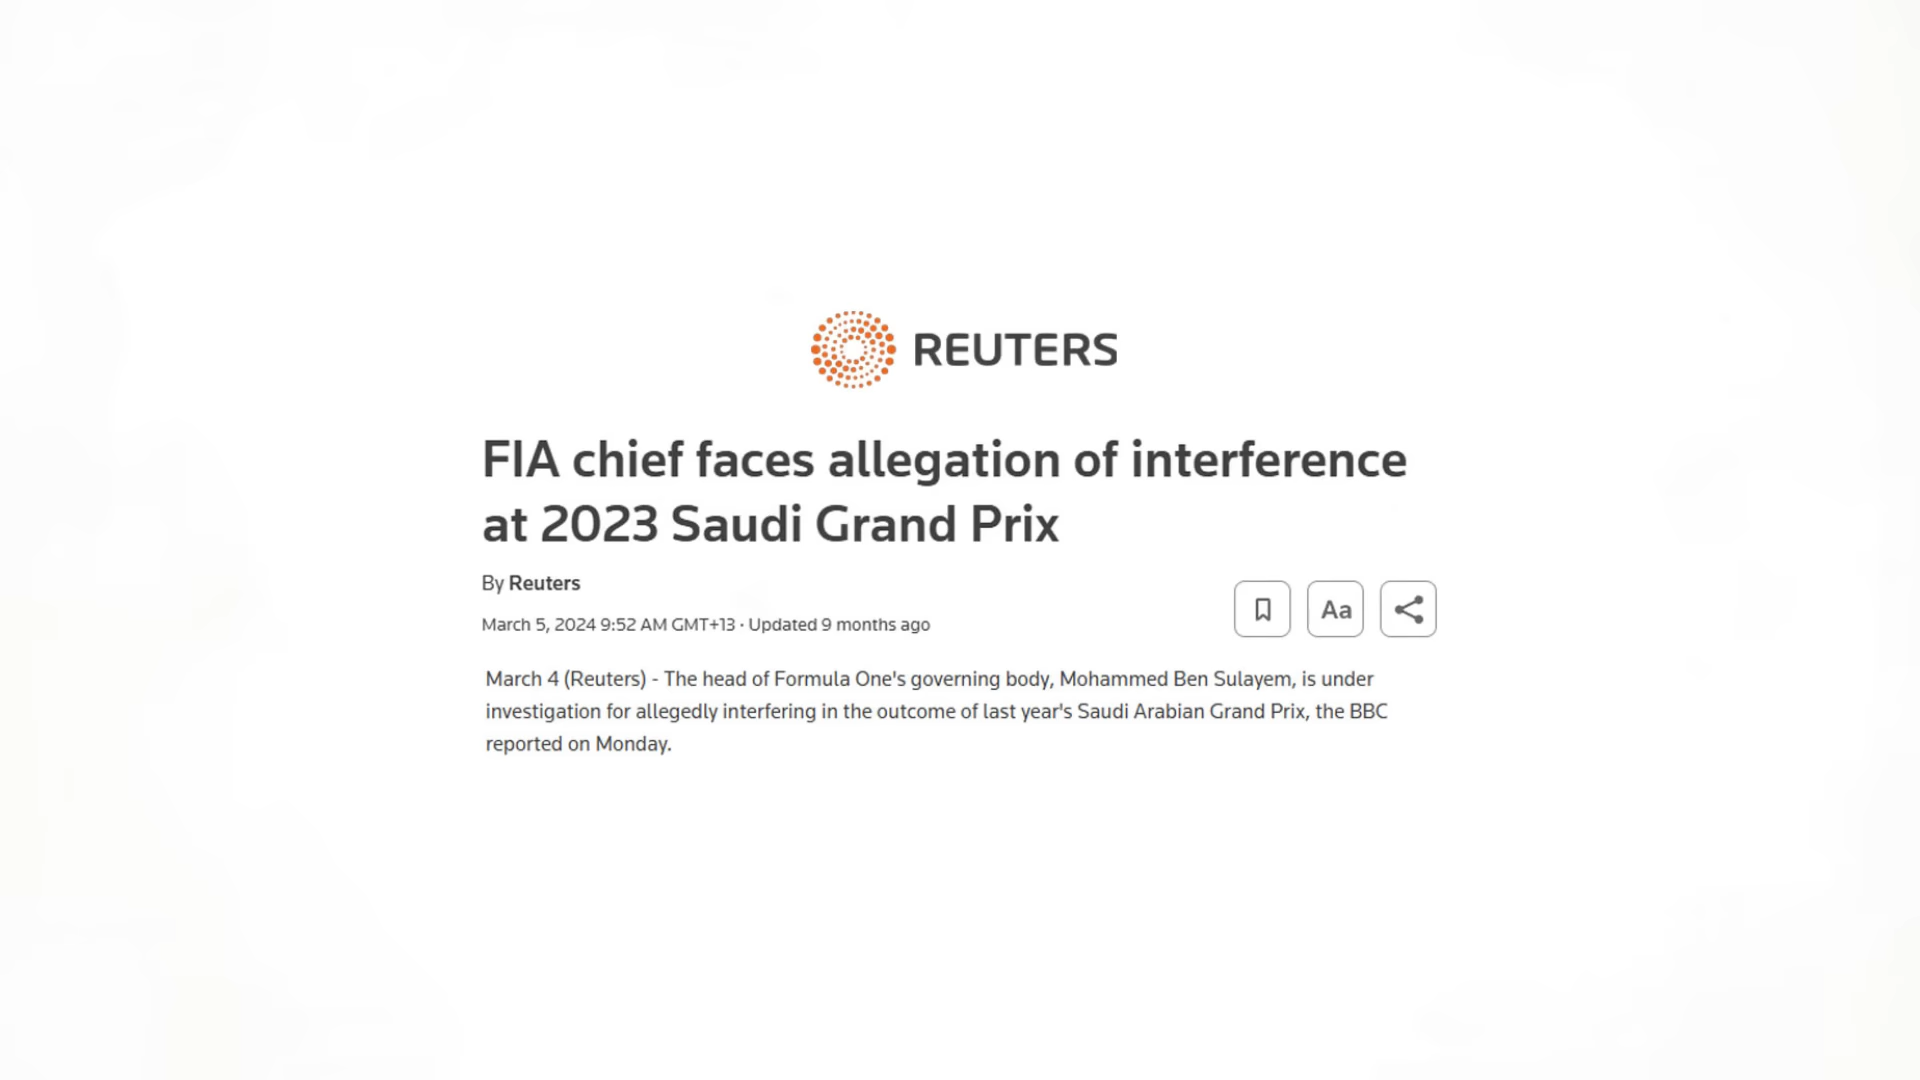 REUTERS
FIA chief faces allegation of interference
at 2023 Saudi Grand Prix
By Reuters
March 5, 2024 9:52 AM GMT+13 · Updated 9 months ago
Aa
March 4 (Reuters) - The head of Formula One's governing body, Mohammed Ben Sulayem, is under
investigation for allegedly interfering in the outcome of last year's Saudi Arabian Grand Prix, the BBC
reported on Monday.